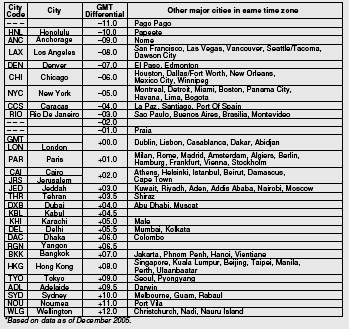 City Code City GMT Differential Other major cities in same time zone
– – – –11.0 Pago Pago
HNL Honolulu –10.0 Papeete
ANC Anchorage –09.0 Nome
LAX Los Angeles –08.0 San Francisco, Las Vegas, Vancouver, Seattle/Tacoma,
Dawson City
DEN Denver –07.0 El Paso, Edmonton
CHI Chicago –06.0 Houston, Dallas/Fort Worth, New Orleans,
Mexico City, Winnipeg
NYC New York –05.0 Montreal, Detroit, Miami, Boston, Panama City,
Havana, Lima, Bogota
CCS Caracas –04.0 La Paz, Santiago, Port Of Spain
RIO Rio De Janeiro –03.0 Sao Paulo, Buenos Aires, Brasilia, Montevideo
– – – –02.0
– – – –01.0 Praia
GMT
LON London +00.0 Dublin, Lisbon, Casablanca, Dakar, Abidjan
PAR Paris +01.0 Milan, Rome, Madrid, Amsterdam, Algiers, Berlin,
Hamburg, Frankfurt, Vienna, Stockholm
CAI Cairo +02.0 Athens, Helsinki, Istanbul, Beirut, Damascus,
JRS Jerusalem Cape Town
JED Jeddah +03.0 Kuwait, Riyadh, Aden, Addis Ababa, Nairobi, Moscow
THR Tehran +03.5 Shiraz
DXB Dubai +04.0 Abu Dhabi, Muscat
KBL Kabul +04.5
KHI Karachi +05.0 Male
DEL Delhi +05.5 Mumbai, Kolkata
DAC Dhaka +06.0 Colombo
RGN Yangon +06.5
BKK Bangkok +07.0 Jakarta, Phnom Penh, Hanoi, Vientiane
HKG Hong Kong +08.0 Singapore, Kuala Lumpur, Beijing, Taipei, Manila,
Perth, Ulaanbaatar
TYO Tokyo +09.0 Seoul, Pyongyang
ADL Adelaide +09.5 Darwin
SYD Sydney +10.0 Melbourne, Guam, Rabaul
NOU Noumea +11.0 Port Vila
WLG Wellington +12.0 Christchurch, Nadi, Nauru Island
*Based on data as of December 2005.